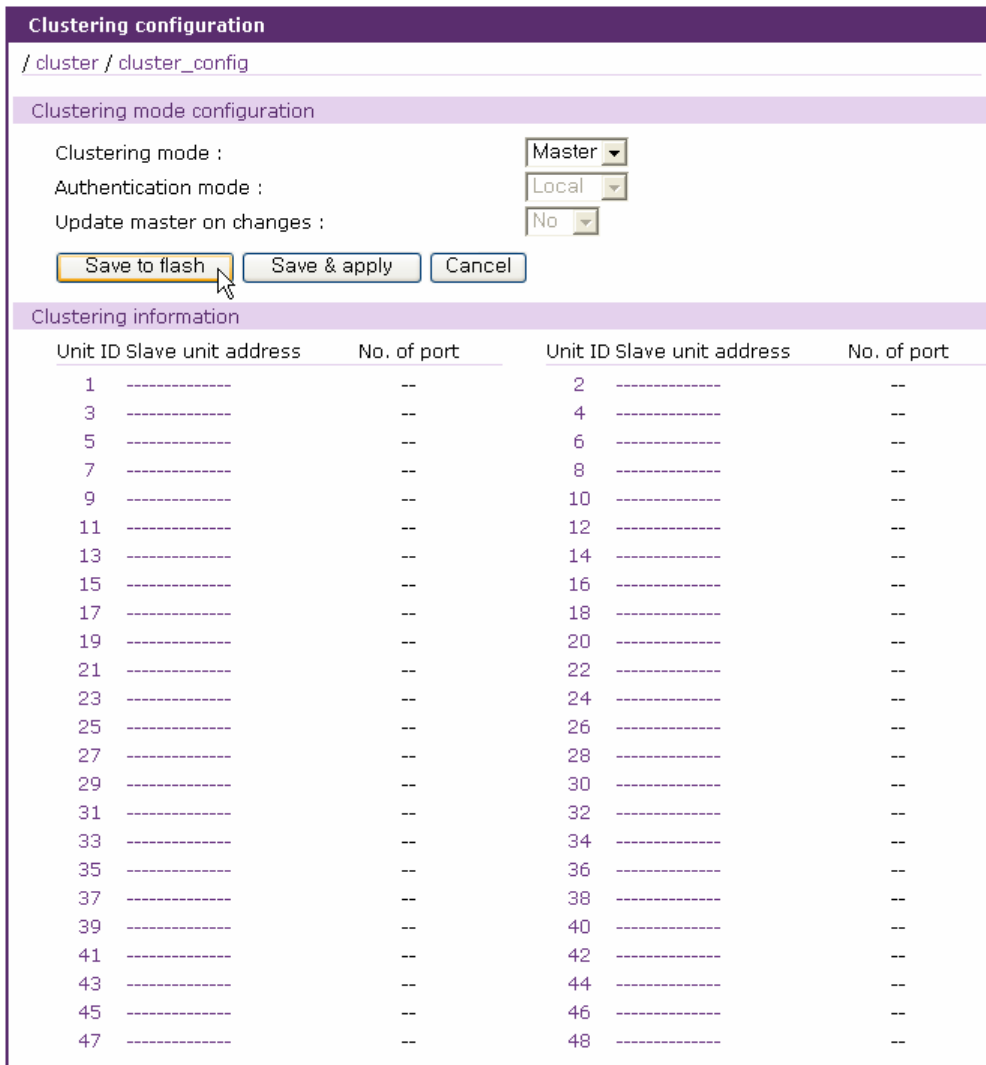 Clustering configuration
/ cluster / cluster_config
Clustering mode configuration
Clustering mode : Master
Authentication mode : Local
Update master on changes : No
Save to flash Save & apply Cancel
Clustering information
Unit ID Slave unit address No. of port Unit ID Slave unit address No. of port
1 -------------- -- 2 -------------- --
3 -------------- -- 4 -------------- --
5 -------------- -- 6 -------------- --
7 -------------- -- 8 -------------- --
9 -------------- -- 10 -------------- --
11 -------------- -- 12 -------------- --
13 -------------- -- 14 -------------- --
15 -------------- -- 16 -------------- --
17 -------------- -- 18 -------------- --
19 -------------- -- 20 -------------- --
21 -------------- -- 22 -------------- --
23 -------------- -- 24 -------------- --
25 -------------- -- 26 -------------- --
27 -------------- -- 28 -------------- --
29 -------------- -- 30 -------------- --
31 -------------- -- 32 -------------- --
33 -------------- -- 34 -------------- --
35 -------------- -- 36 -------------- --
37 -------------- -- 38 -------------- --
39 -------------- -- 40 -------------- --
41 -------------- -- 42 -------------- --
43 -------------- -- 44 -------------- --
45 -------------- -- 46 -------------- --
47 -------------- -- 48 -------------- --